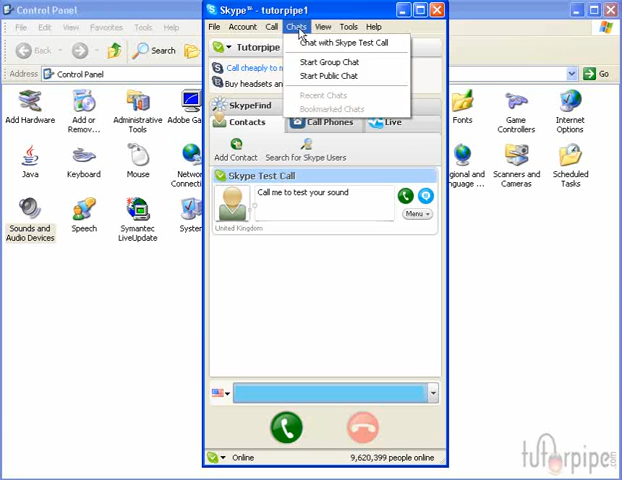 Control Panel
File Edit View Favorites Tools Help
Back
Search
Address Control Panel
Go
Add Hardware
Add or Remov...
Administrative Tools
Adobe Ga
Fonts
Game Controllers
Internet Options
Java
Keyboard
Mouse
Network Connec
Regional and Language ...
Scanners and Cameras
Scheduled Tasks
Sounds and Audio Devices
Speech
Symantec LiveUpdate
Syste
Skype™ - tutorpipe1
File Account Call Chats View Tools Help
Chat with Skype Test Call
Start Group Chat
Start Public Chat
Recent Chats
Bookmarked Chats
Tutorpipe
Call cheaply to
Buy headsets an
SkypeFind
Contacts
Call Phones
Live
Add Contact
Search for Skype Users
Skype Test Call
Call me to test your sound
Menu
United Kingdom
Online
9,620,399 people online
tutorpipe